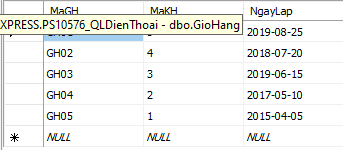 MaGH MaKH NgayLap
XPRESS.PS10576_QLDienThoai - dbo.GioHang 2019-08-25
GH02 4 2018-07-20
GH03 3 2019-06-15
GH04 2 2017-05-10
GH05 1 2015-04-05
NULL NULL NULL